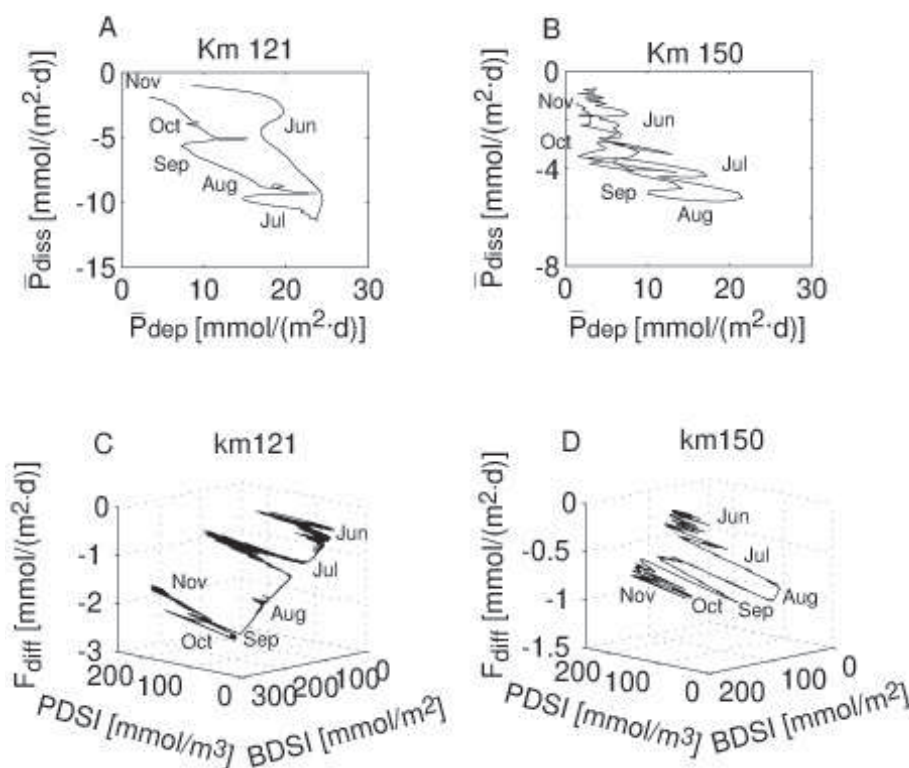 A
Km 121
P̅diss [mmol/(m²·d)]
0
-5
-10
-15
Nov
Oct
Sep
Aug
Jul
Jun
0 10 20 30
P̅dep [mmol/(m²·d)]
B
Km 150
P̅diss [mmol/(m²·d)]
0
-4
-8
Nov
Oct
Sep
Aug
Jul
Jun
0 10 20 30
P̅dep [mmol/(m²·d)]
C
km121
Fdiff [mmol/(m²·d)]
0
-1
-2
-3
Jun
Jul
Aug
Sep
Oct
Nov
200 100 0
300 200 100 0
PDSI [mmol/m³]
BDSI [mmol/m²]
D
km150
Fdiff [mmol/(m²·d)]
0
-0.5
-1
-1.5
Jun
Jul
Aug
Sep
Oct
Nov
200 100 0
200 100 0
PDSI [mmol/m³]
BDSI [mmol/m²]